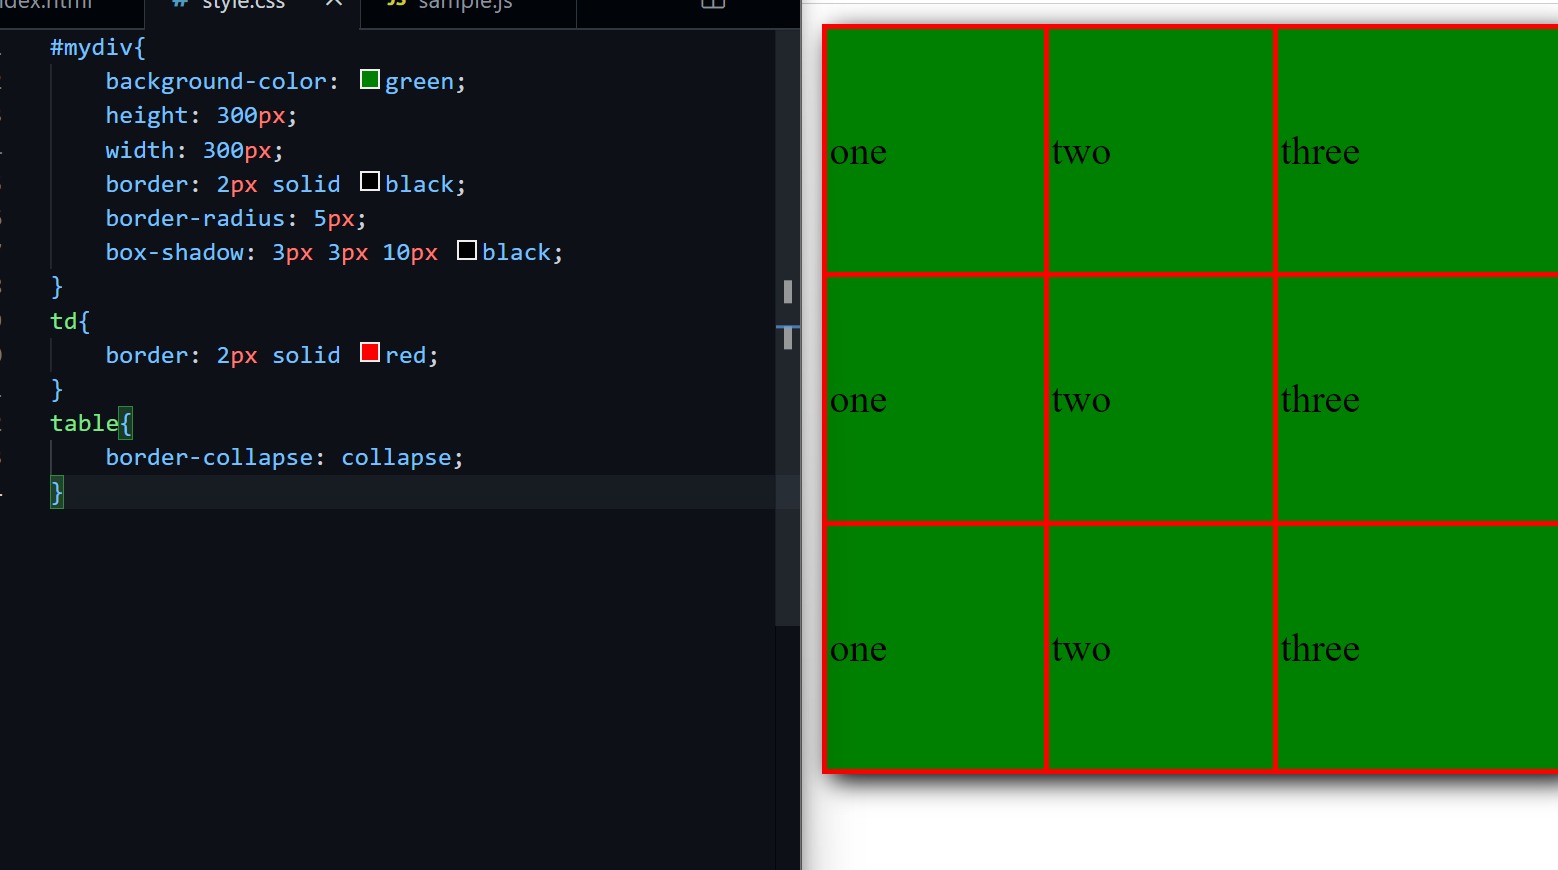 index.html # style.css × JS sample.js
#mydiv{
background-color: green;
height: 300px;
width: 300px;
border: 2px solid black;
border-radius: 5px;
box-shadow: 3px 3px 10px black;
}
td{
border: 2px solid red;
}
table{
border-collapse: collapse;
}
one two three
one two three
one two three